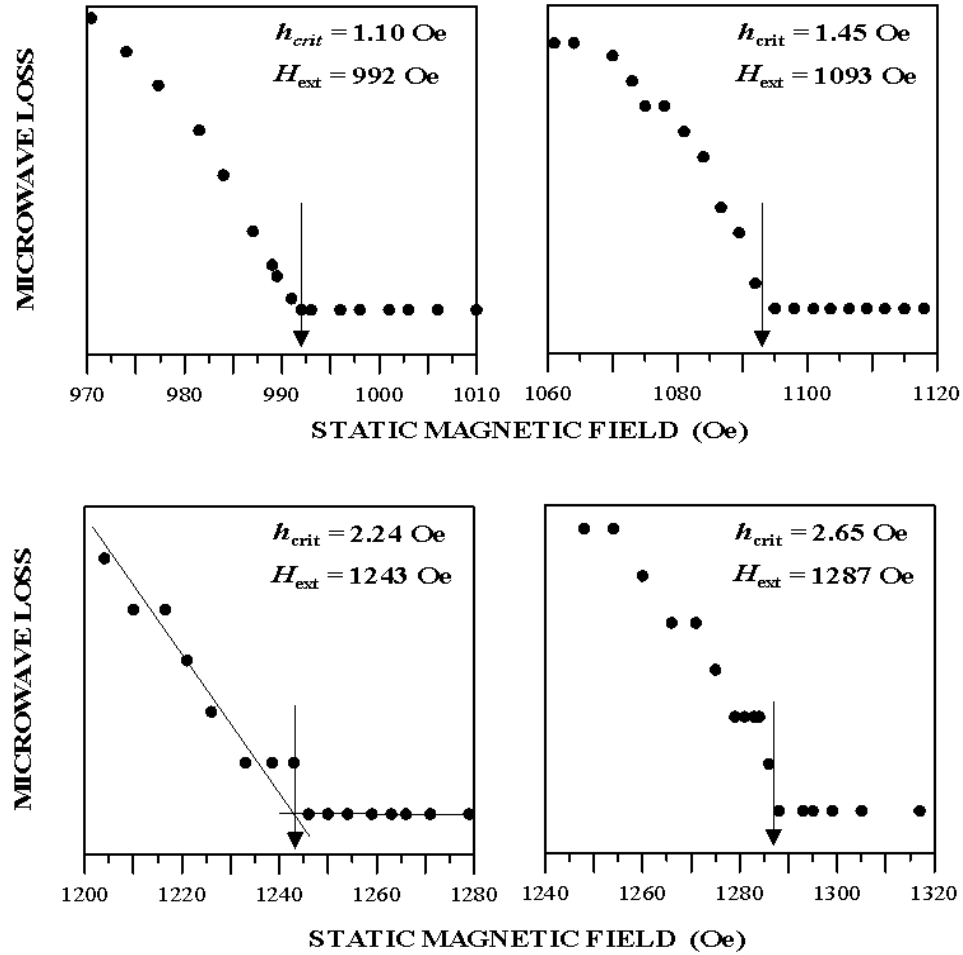 h_crit = 1.10 Oe
H_ext = 992 Oe
h_crit = 1.45 Oe
H_ext = 1093 Oe
MICROWAVE LOSS
970 980 990 1000 1010
1060 1080 1100 1120
STATIC MAGNETIC FIELD (Oe)
h_crit = 2.24 Oe
H_ext = 1243 Oe
h_crit = 2.65 Oe
H_ext = 1287 Oe
MICROWAVE LOSS
1200 1220 1240 1260 1280
1240 1260 1280 1300 1320
STATIC MAGNETIC FIELD (Oe)